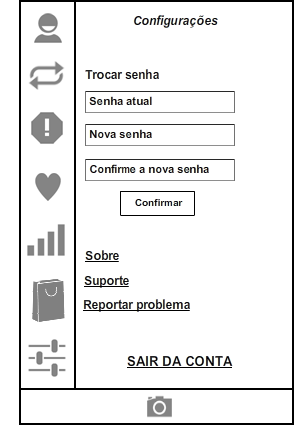 Configurações
Trocar senha
Senha atual
Nova senha
Confirme a nova senha
Confirmar
Sobre
Suporte
Reportar problema
SAIR DA CONTA